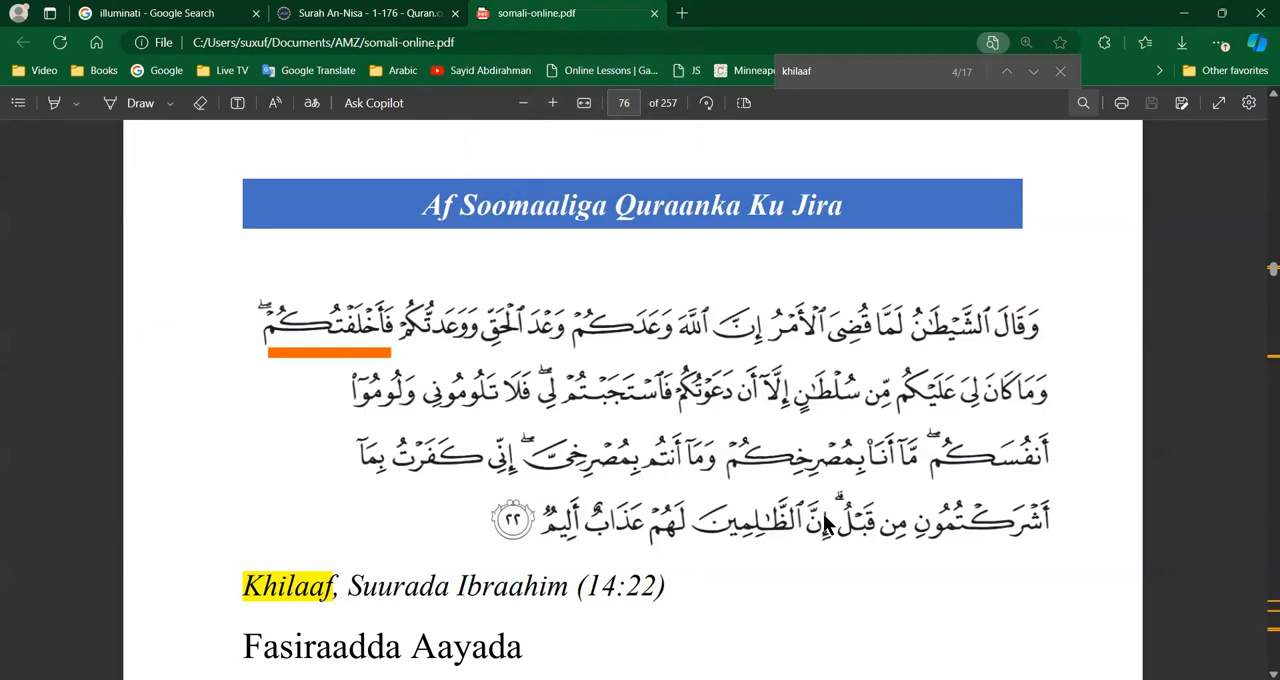 illuminati - Google Search
Surah An-Nisa - 1-176 - Quran.c
somali-online.pdf
File C:/Users/suxuf/Documents/AMZ/somali-online.pdf
Video Books Google Live TV Google Translate Arabic Sayid Abdirahman Online Lessons | Ga... JS Minneap Other favorites
khilaaf 4/17
Draw Ask Copilot 76 of 257
Af Soomaaliga Quraanka Ku Jira
وَقَالَ ٱلشَّيْطَـٰنُ لَمَّا قُضِىَ ٱلْأَمْرُ إِنَّ ٱللَّهَ وَعَدَكُمْ وَعْدَ ٱلْحَقِّ وَوَعَدتُّكُمْ فَأَخْلَفْتُكُمْ ۖ
وَمَا كَانَ لِىَ عَلَيْكُم مِّن سُلْطَـٰنٍ إِلَّآ أَن دَعَوْتُكُمْ فَٱسْتَجَبْتُمْ لِى ۖ فَلَا تَلُومُونِى وَلُومُوٓا۟
أَنفُسَكُم ۖ مَّآ أَنَا۠ بِمُصْرِخِكُمْ وَمَآ أَنتُم بِمُصْرِخِىَّ ۖ إِنِّى كَفَرْتُ بِمَآ
أَشْرَكْتُمُونِ مِن قَبْلُ ۗ إِنَّ ٱلظَّـٰلِمِينَ لَهُمْ عَذَابٌ أَلِيمٌ ٢٢
Khilaaf, Suurada Ibraahim (14:22)
Fasiraadda Aayada